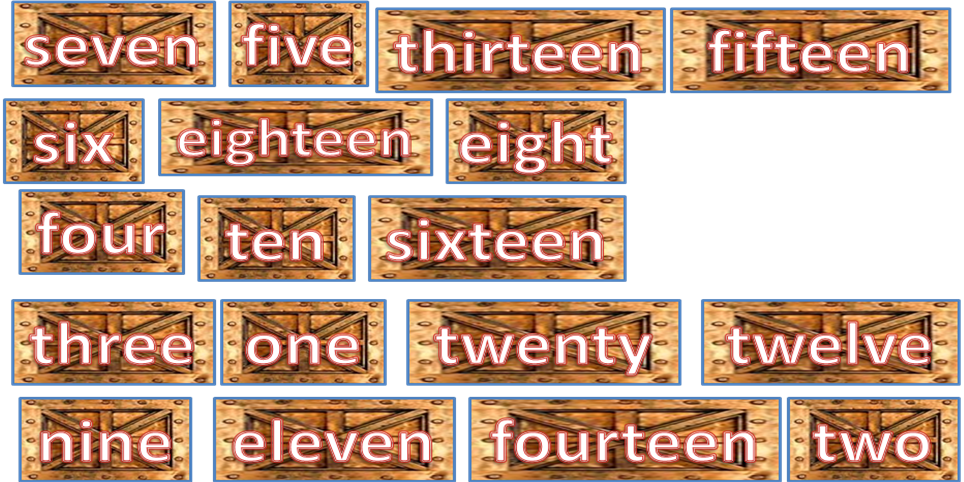 seven five thirteen fifteen
six eighteen eight
four ten sixteen
three one twenty twelve
nine eleven fourteen two